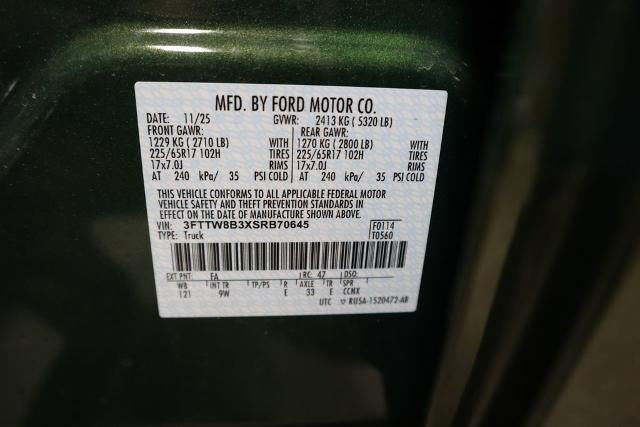 MFD. BY FORD MOTOR CO.
DATE: 11/25 GVWR: 2413 KG ( 5320 LB)
FRONT GAWR: REAR GAWR:
1229 KG ( 2710 LB) WITH 1270 KG ( 2800 LB) WITH
225/65R17 102H TIRES 225/65R17 102H TIRES
17x7.0J RIMS 17x7.0J RIMS
AT 240 kPa/ 35 PSI COLD AT 240 kPa/ 35 PSI COLD
THIS VEHICLE CONFORMS TO ALL APPLICABLE FEDERAL MOTOR
VEHICLE SAFETY AND THEFT PREVENTION STANDARDS IN
EFFECT ON THE DATE OF MANUFACTURE SHOWN ABOVE.
VIN: 3FTTW8B3XSRB70645 F0114
TYPE: Truck T0560
EXT PNT: FA RC: 47 DSO:
WB INT TR TP/PS R AXLE TR SPR
121 9W E 33 E CCNX
UTC ▽ RUSA-1520472-AB